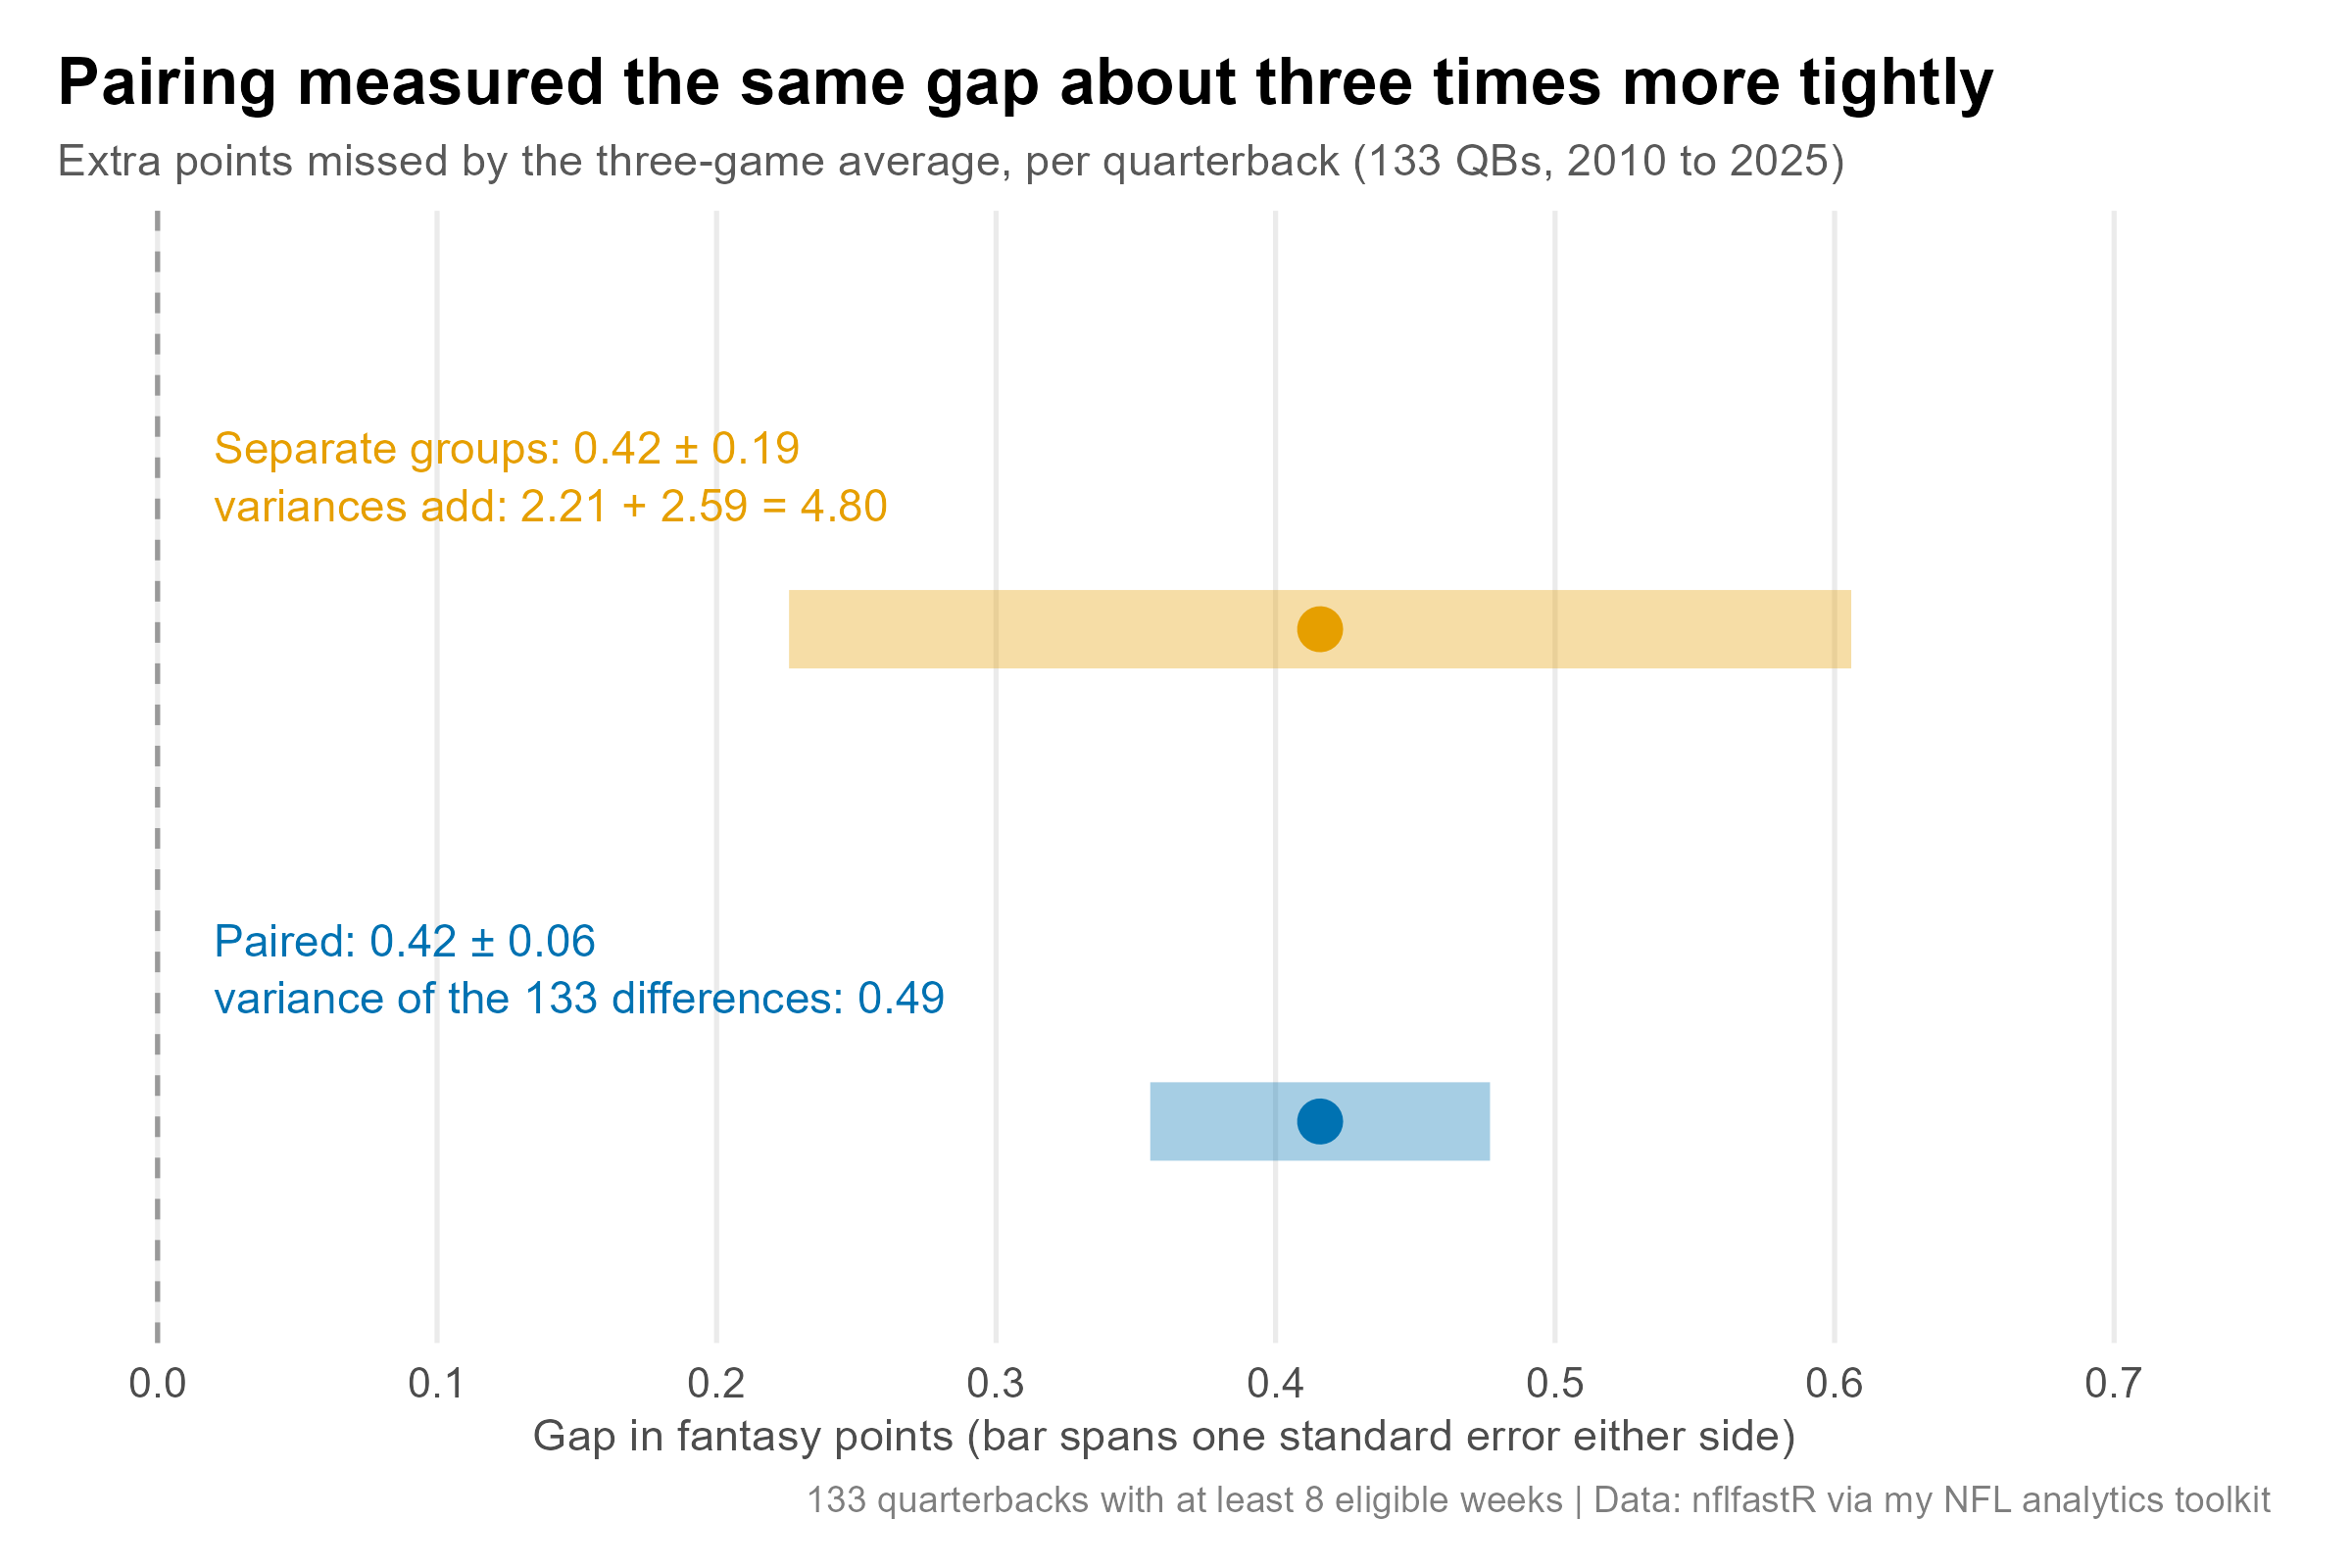 Pairing measured the same gap about three times more tightly
Extra points missed by the three-game average, per quarterback (133 QBs, 2010 to 2025)
Separate groups: 0.42 ± 0.19
variances add: 2.21 + 2.59 = 4.80
Paired: 0.42 ± 0.06
variance of the 133 differences: 0.49
0.0 0.1 0.2 0.3 0.4 0.5 0.6 0.7
Gap in fantasy points (bar spans one standard error either side)
133 quarterbacks with at least 8 eligible weeks | Data: nflfastR via my NFL analytics toolkit